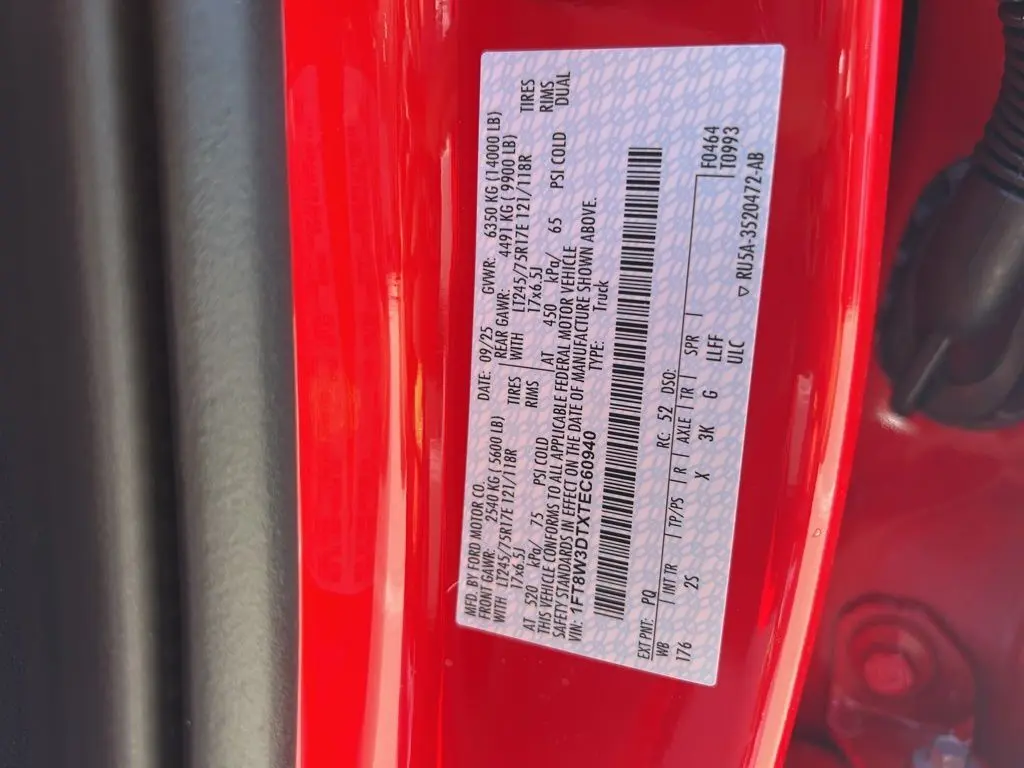 MFD. BY FORD MOTOR CO.
DATE: 09/25 GVWR: 6350 KG (14000 LB)
FRONT GAWR: 2540 KG ( 5600 LB)
REAR GAWR: 4491 KG ( 9900 LB)
WITH LT245/75R17E 121/118R TIRES
WITH LT245/75R17E 121/118R TIRES
17x6.5J RIMS
17x6.5J RIMS
AT 520 kPa/ 75 PSI COLD
AT 450 kPa/ 65 PSI COLD DUAL
THIS VEHICLE CONFORMS TO ALL APPLICABLE FEDERAL MOTOR VEHICLE
SAFETY STANDARDS IN EFFECT ON THE DATE OF MANUFACTURE SHOWN ABOVE.
VIN: 1FT8W3DTXTEC60940 TYPE: Truck
EXT PNT: PQ RC: 52 DSO:
WB INT TR TP/PS R AXLE TR SPR
176 2S X 3K G LLFF
ULC
F0464
T0993
▽ RU5A-3520472-AB